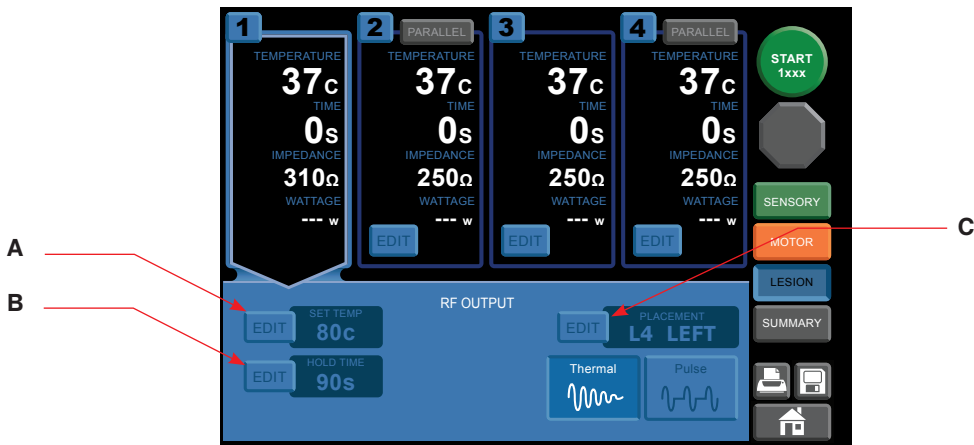 1
TEMPERATURE
37c
TIME
0s
IMPEDANCE
310Ω
WATTAGE
--- w
2 PARALLEL
TEMPERATURE
37c
TIME
0s
IMPEDANCE
250Ω
WATTAGE
--- w
EDIT
3
TEMPERATURE
37c
TIME
0s
IMPEDANCE
250Ω
WATTAGE
--- w
EDIT
4 PARALLEL
TEMPERATURE
37c
TIME
0s
IMPEDANCE
250Ω
WATTAGE
--- w
EDIT
START
1xxx
SENSORY
MOTOR
LESION
SUMMARY
A
B
C
RF OUTPUT
EDIT
SET TEMP
80c
EDIT
HOLD TIME
90s
EDIT
PLACEMENT
L4 LEFT
Thermal
Pulse